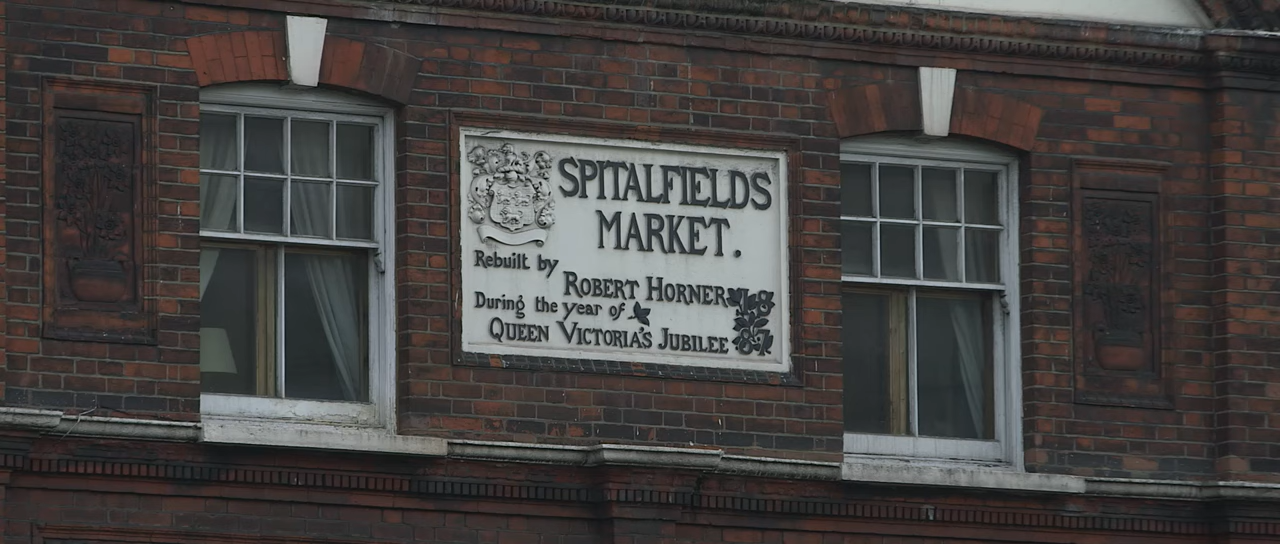 SPITALFIELDS
MARKET.
Rebuilt by
ROBERT HORNER
During the year of
QUEEN VICTORIA'S JUBILEE